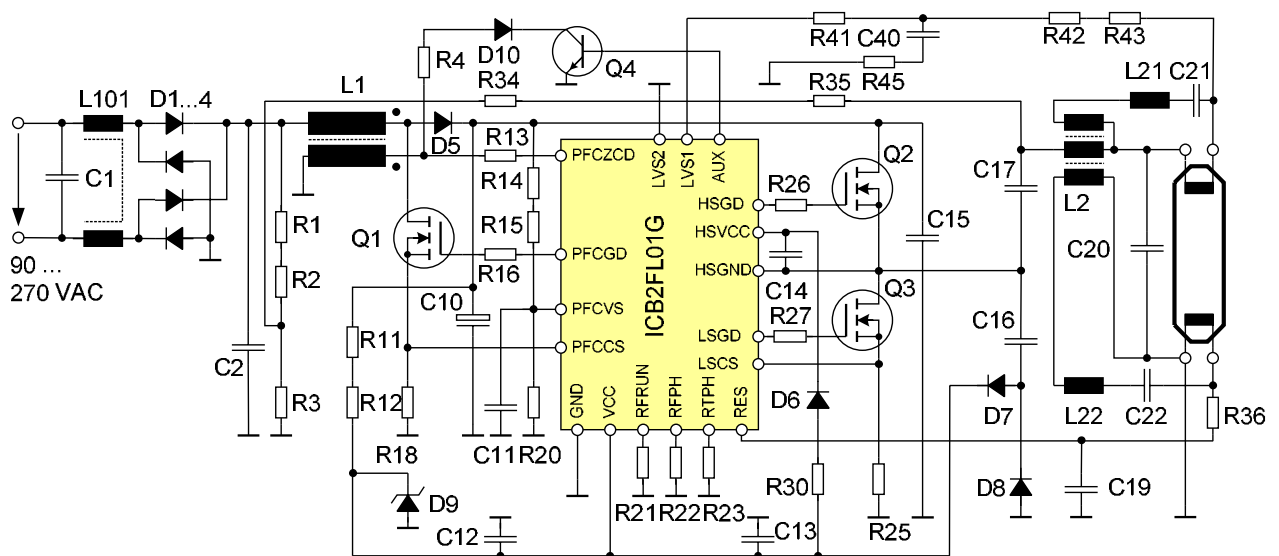 R41
C40
R42
R43
D10
R4
Q4
R45
L21
C21
R34
R35
L101
D1...4
L1
D5
R13
PFCZCD
LVS2
LVS1
AUX
Q2
C17
C1
R14
R26
HSGD
L2
R1
R15
Q1
HSVCC
C15
C20
90 ...
270 VAC
R2
R16
PFCGD
ICB2FL01G
HSGND
C14
Q3
C10
PFCVS
R27
LSGD
C16
C2
R11
PFCCS
LSCS
R3
R12
GND
VCC
RFRUN
RFPH
RTPH
RES
D6
D7
L22
C22
R36
R18
C11
R20
R30
D8
C19
D9
R21
R22
R23
R25
C12
C13